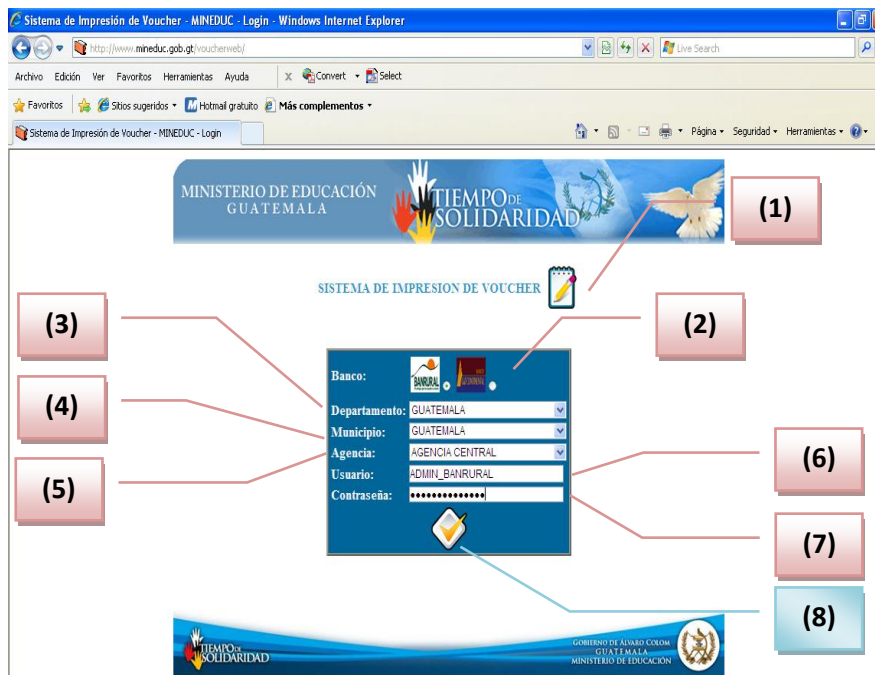 Sistema de Impresión de Voucher - MINEDUC - Login - Windows Internet Explorer
http://www.mineduc.gob.gt/voucherweb/
Live Search
Archivo Edición Ver Favoritos Herramientas Ayuda x Convert Select
Favoritos Sitios sugeridos Hotmail gratuito Más complementos
Sistema de Impresión de Voucher - MINEDUC - Login
Página Seguridad Herramientas
MINISTERIO DE EDUCACIÓN
GUATEMALA
TIEMPO DE
SOLIDARIDAD
(1)
SISTEMA DE IMPRESION DE VOUCHER
(3)
(2)
Banco:
BANRURAL
(4)
Departamento: GUATEMALA
Municipio: GUATEMALA
Agencia: AGENCIA CENTRAL
(6)
Usuario: ADMIN_BANRURAL
(5)
Contraseña: ••••••••••••••
(7)
(8)
TIEMPO DE
SOLIDARIDAD
GOBIERNO DE ÁLVARO COLOM
GUATEMALA
MINISTERIO DE EDUCACIÓN